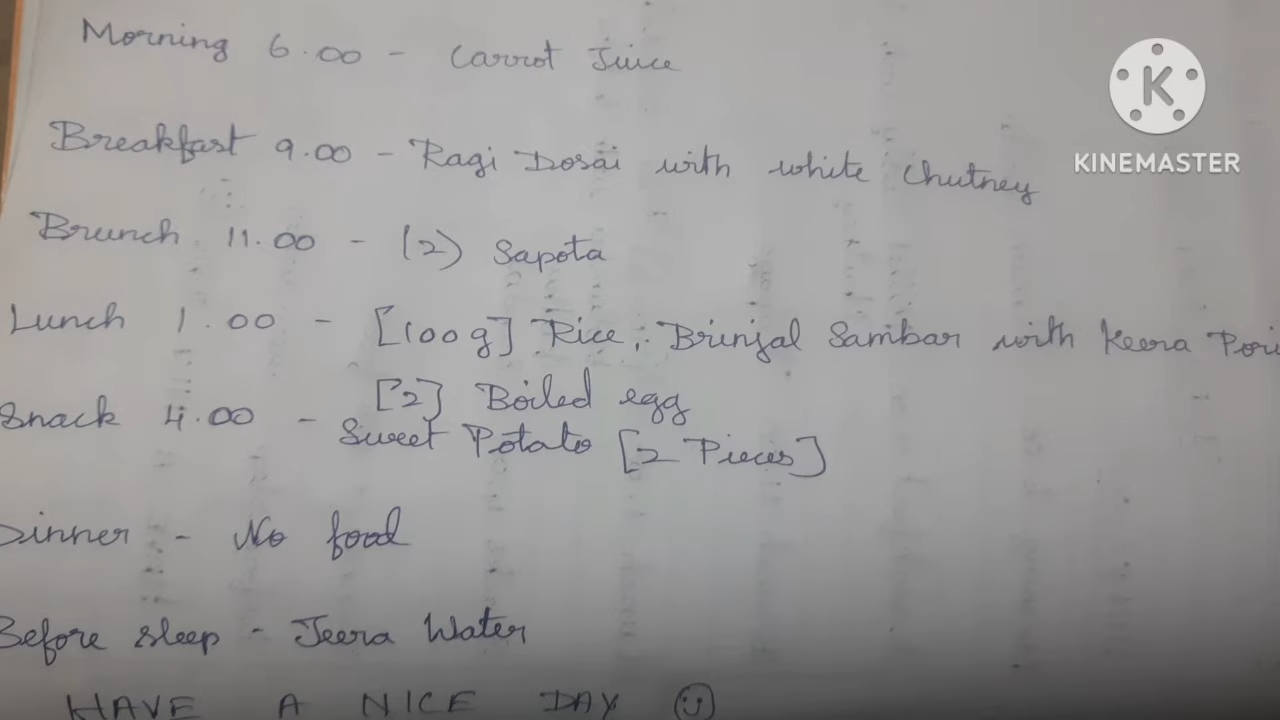 Morning 6.00 - Carrot Juice
Breakfast 9.00 - Ragi Dosai with white Chutney
Brunch 11.00 - (2) Sapota
Lunch 1.00 - [100g] Rice; Brinjal Sambar with Keera Pori
[2] Boiled egg
Snack 4.00 - Sweet Potato [2 Pieces]
Dinner - No food
Before sleep - Jeera Water
HAVE A NICE DAY
K
KINEMASTER